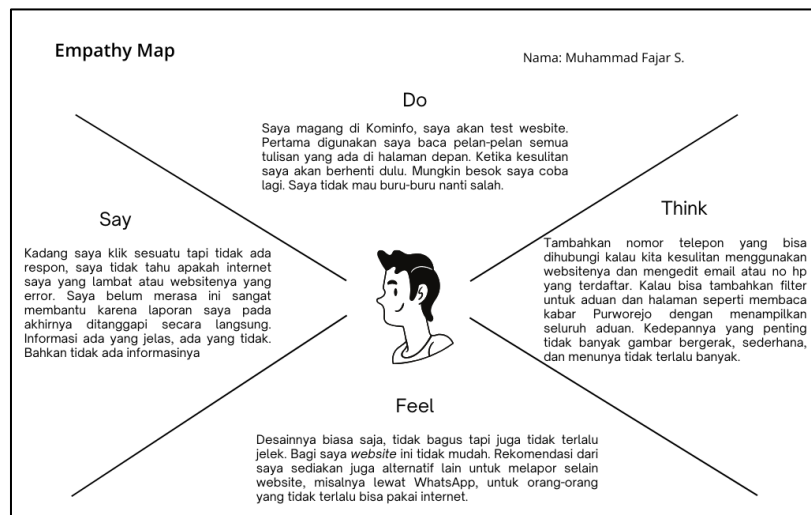 Empathy Map
Nama: Muhammad Fajar S.
Do
Saya magang di Kominfo, saya akan test wesbite.
Pertama digunakan saya baca pelan-pelan semua
tulisan yang ada di halaman depan. Ketika kesulitan
saya akan berhenti dulu. Mungkin besok saya coba
lagi. Saya tidak mau buru-buru nanti salah.
Say
Kadang saya klik sesuatu tapi tidak ada
respon, saya tidak tahu apakah internet
saya yang lambat atau websitenya yang
error. Saya belum merasa ini sangat
membantu karena laporan saya pada
akhirnya ditanggapi secara langsung.
Informasi ada yang jelas, ada yang tidak.
Bahkan tidak ada informasinya
Think
Tambahkan nomor telepon yang bisa
dihubungi kalau kita kesulitan menggunakan
websitenya dan mengedit email atau no hp
yang terdaftar. Kalau bisa tambahkan filter
untuk aduan dan halaman seperti membaca
kabar Purworejo dengan menampilkan
seluruh aduan. Kedepannya yang penting
tidak banyak gambar bergerak, sederhana,
dan menunya tidak terlalu banyak.
Feel
Desainnya biasa saja, tidak bagus tapi juga tidak terlalu
jelek. Bagi saya website ini tidak mudah. Rekomendasi dari
saya sediakan juga alternatif lain untuk melapor selain
website, misalnya lewat WhatsApp, untuk orang-orang
yang tidak terlalu bisa pakai internet.